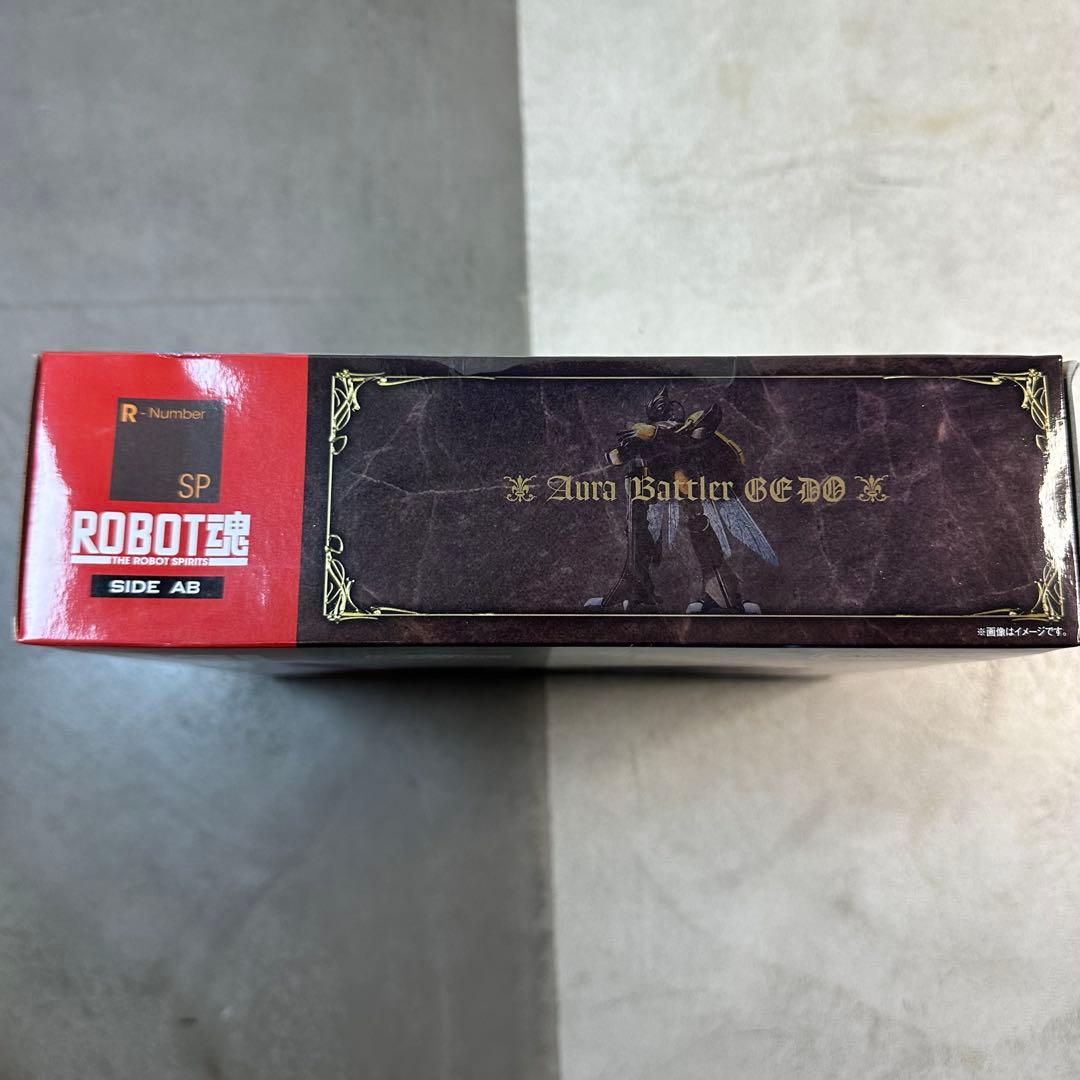 R - Number
SP
ROBOT魂
THE ROBOT SPIRITS
SIDE AB
Aura Battler GEDO
※画像はイメージです。